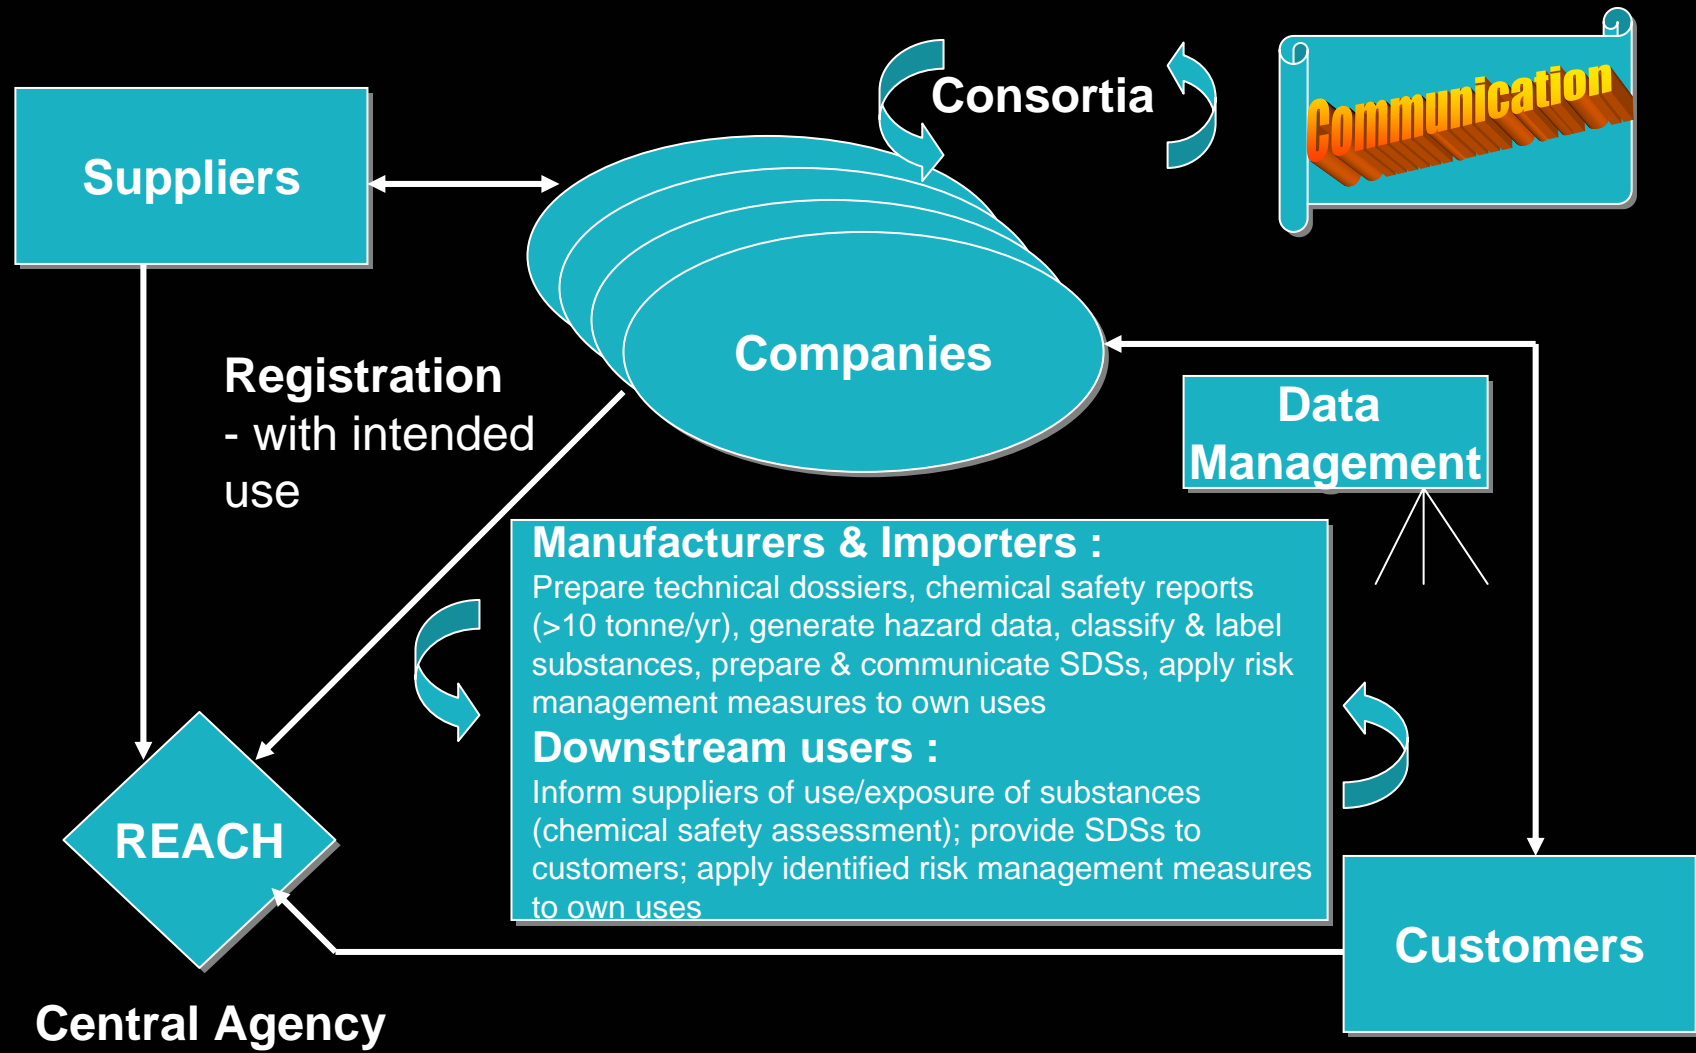 Consortia
Communication
Suppliers
Companies
Registration
- with intended
use
Data
Management
Manufacturers & Importers :
Prepare technical dossiers, chemical safety reports
(>10 tonne/yr), generate hazard data, classify & label
substances, prepare & communicate SDSs, apply risk
management measures to own uses
Downstream users :
Inform suppliers of use/exposure of substances
(chemical safety assessment); provide SDSs to
customers; apply identified risk management measures
to own uses
REACH
Customers
Central Agency